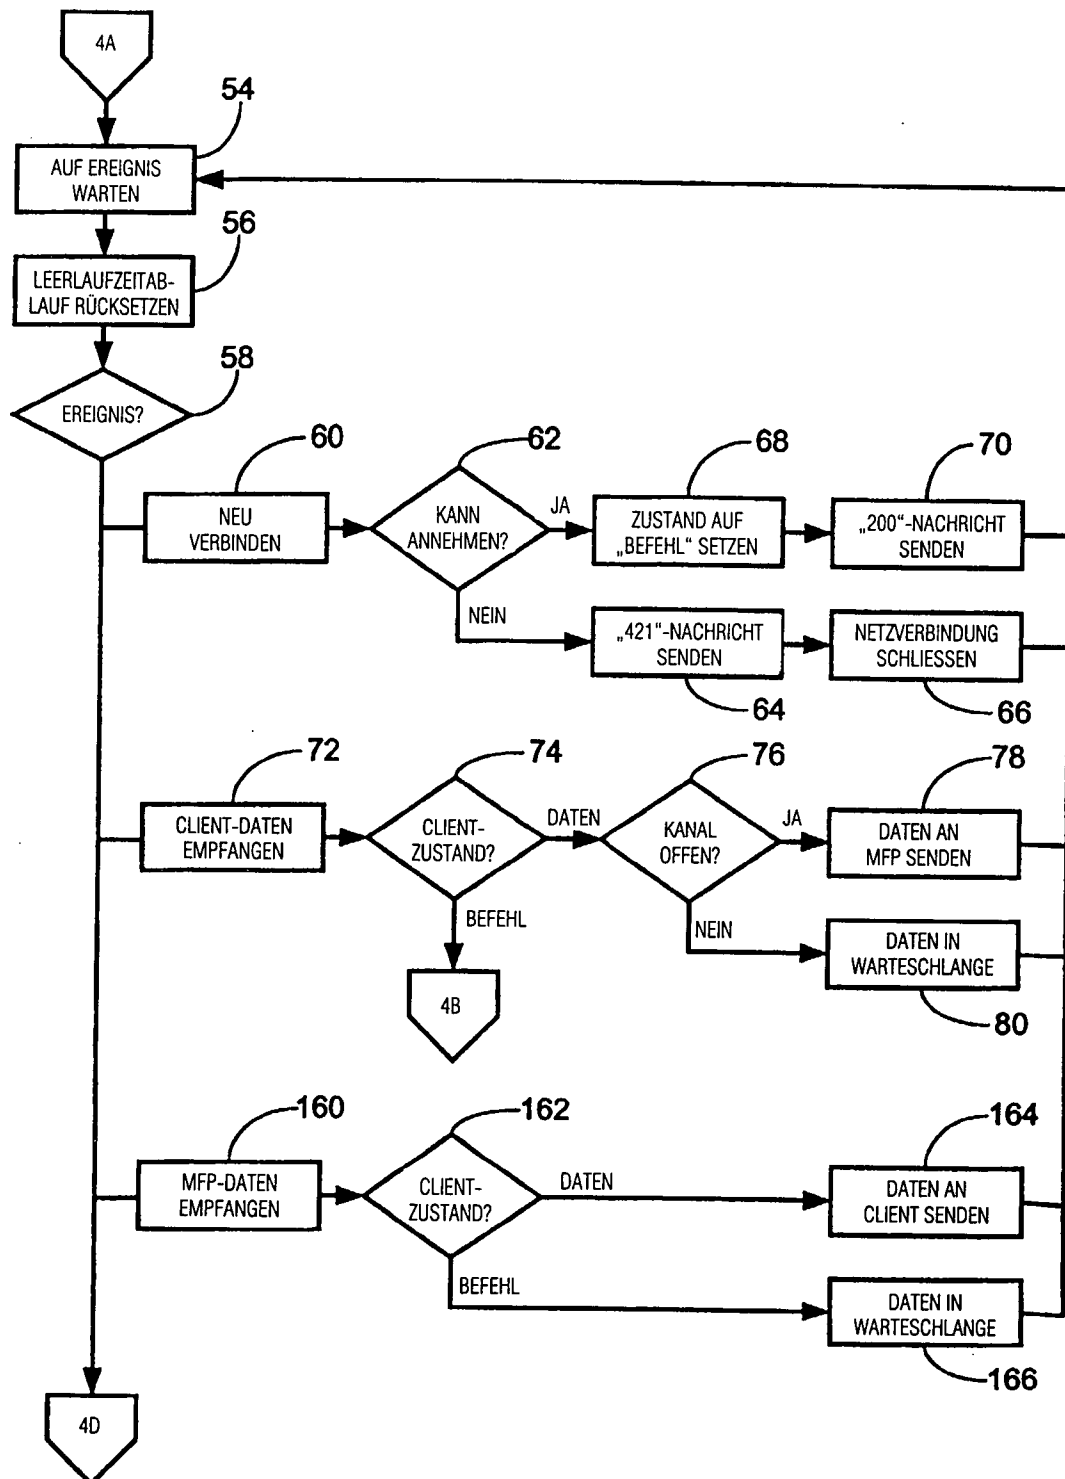 4A
54
AUF EREIGNIS
WARTEN
56
LEERLAUFZEITAB-
LAUF RÜCKSETZEN
58
EREIGNIS?
60
NEU
VERBINDEN
62
KANN
ANNEHMEN?
JA
68
ZUSTAND AUF
„BEFEHL“ SETZEN
70
„200“-NACHRICHT
SENDEN
NEIN
„421“-NACHRICHT
SENDEN
64
NETZVERBINDUNG
SCHLIESSEN
66
72
CLIENT-DATEN
EMPFANGEN
74
CLIENT-
ZUSTAND?
DATEN
76
KANAL
OFFEN?
JA
78
DATEN AN
MFP SENDEN
BEFEHL
4B
NEIN
DATEN IN
WARTESCHLANGE
80
160
MFP-DATEN
EMPFANGEN
162
CLIENT-
ZUSTAND?
DATEN
164
DATEN AN
CLIENT SENDEN
BEFEHL
DATEN IN
WARTESCHLANGE
166
4D